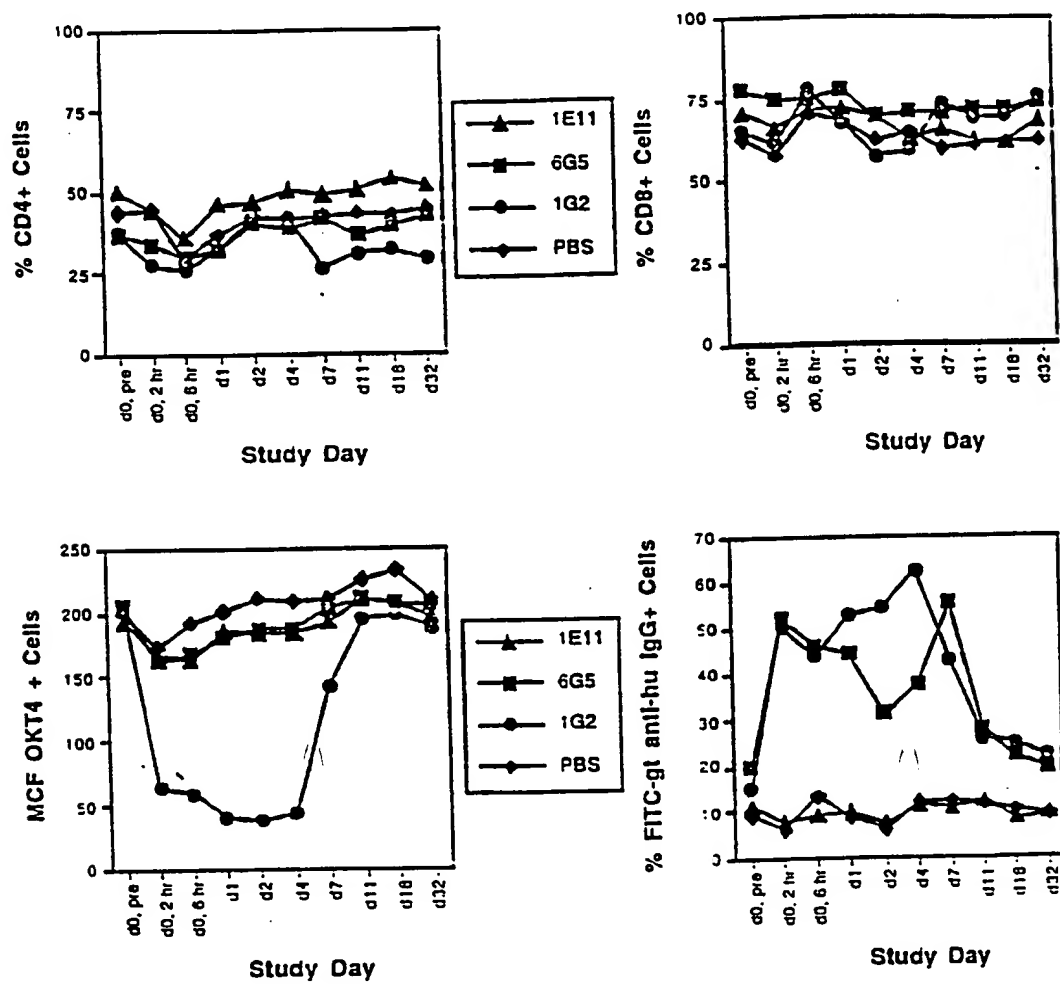 % CD4+ Cells
100
75
50
25
0
d0, pre
d0, 2 hr
d0, 6 hr
d1
d2
d4
d7
d11
d18
d32
Study Day
1E11
6G5
1G2
PBS
% CD8+ Cells
100
75
50
25
0
d0, pre
d0, 2 hr
d0, 6 hr
d1
d2
d4
d7
d11
d18
d32
Study Day
MCF OKT4 + Cells
250
200
150
100
50
0
d0, pre
d0, 2 hr
d0, 6 hr
d1
d2
d4
d7
d11
d18
d32
Study Day
1E11
6G5
1G2
PBS
% FITC-gt anti-hu IgG+ Cells
70
60
50
40
30
20
10
0
d0, pre
d0, 2 hr
d0, 6 hr
d1
d2
d4
d7
d11
d18
d32
Study Day